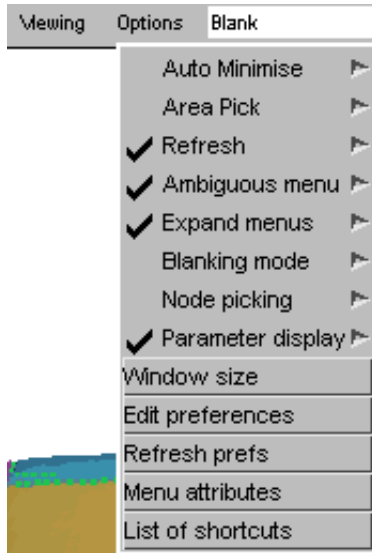 Viewing Options Blank
Auto Minimise
Area Pick
Refresh
Ambiguous menu
Expand menus
Blanking mode
Node picking
Parameter display
Window size
Edit preferences
Refresh prefs
Menu attributes
List of shortcuts